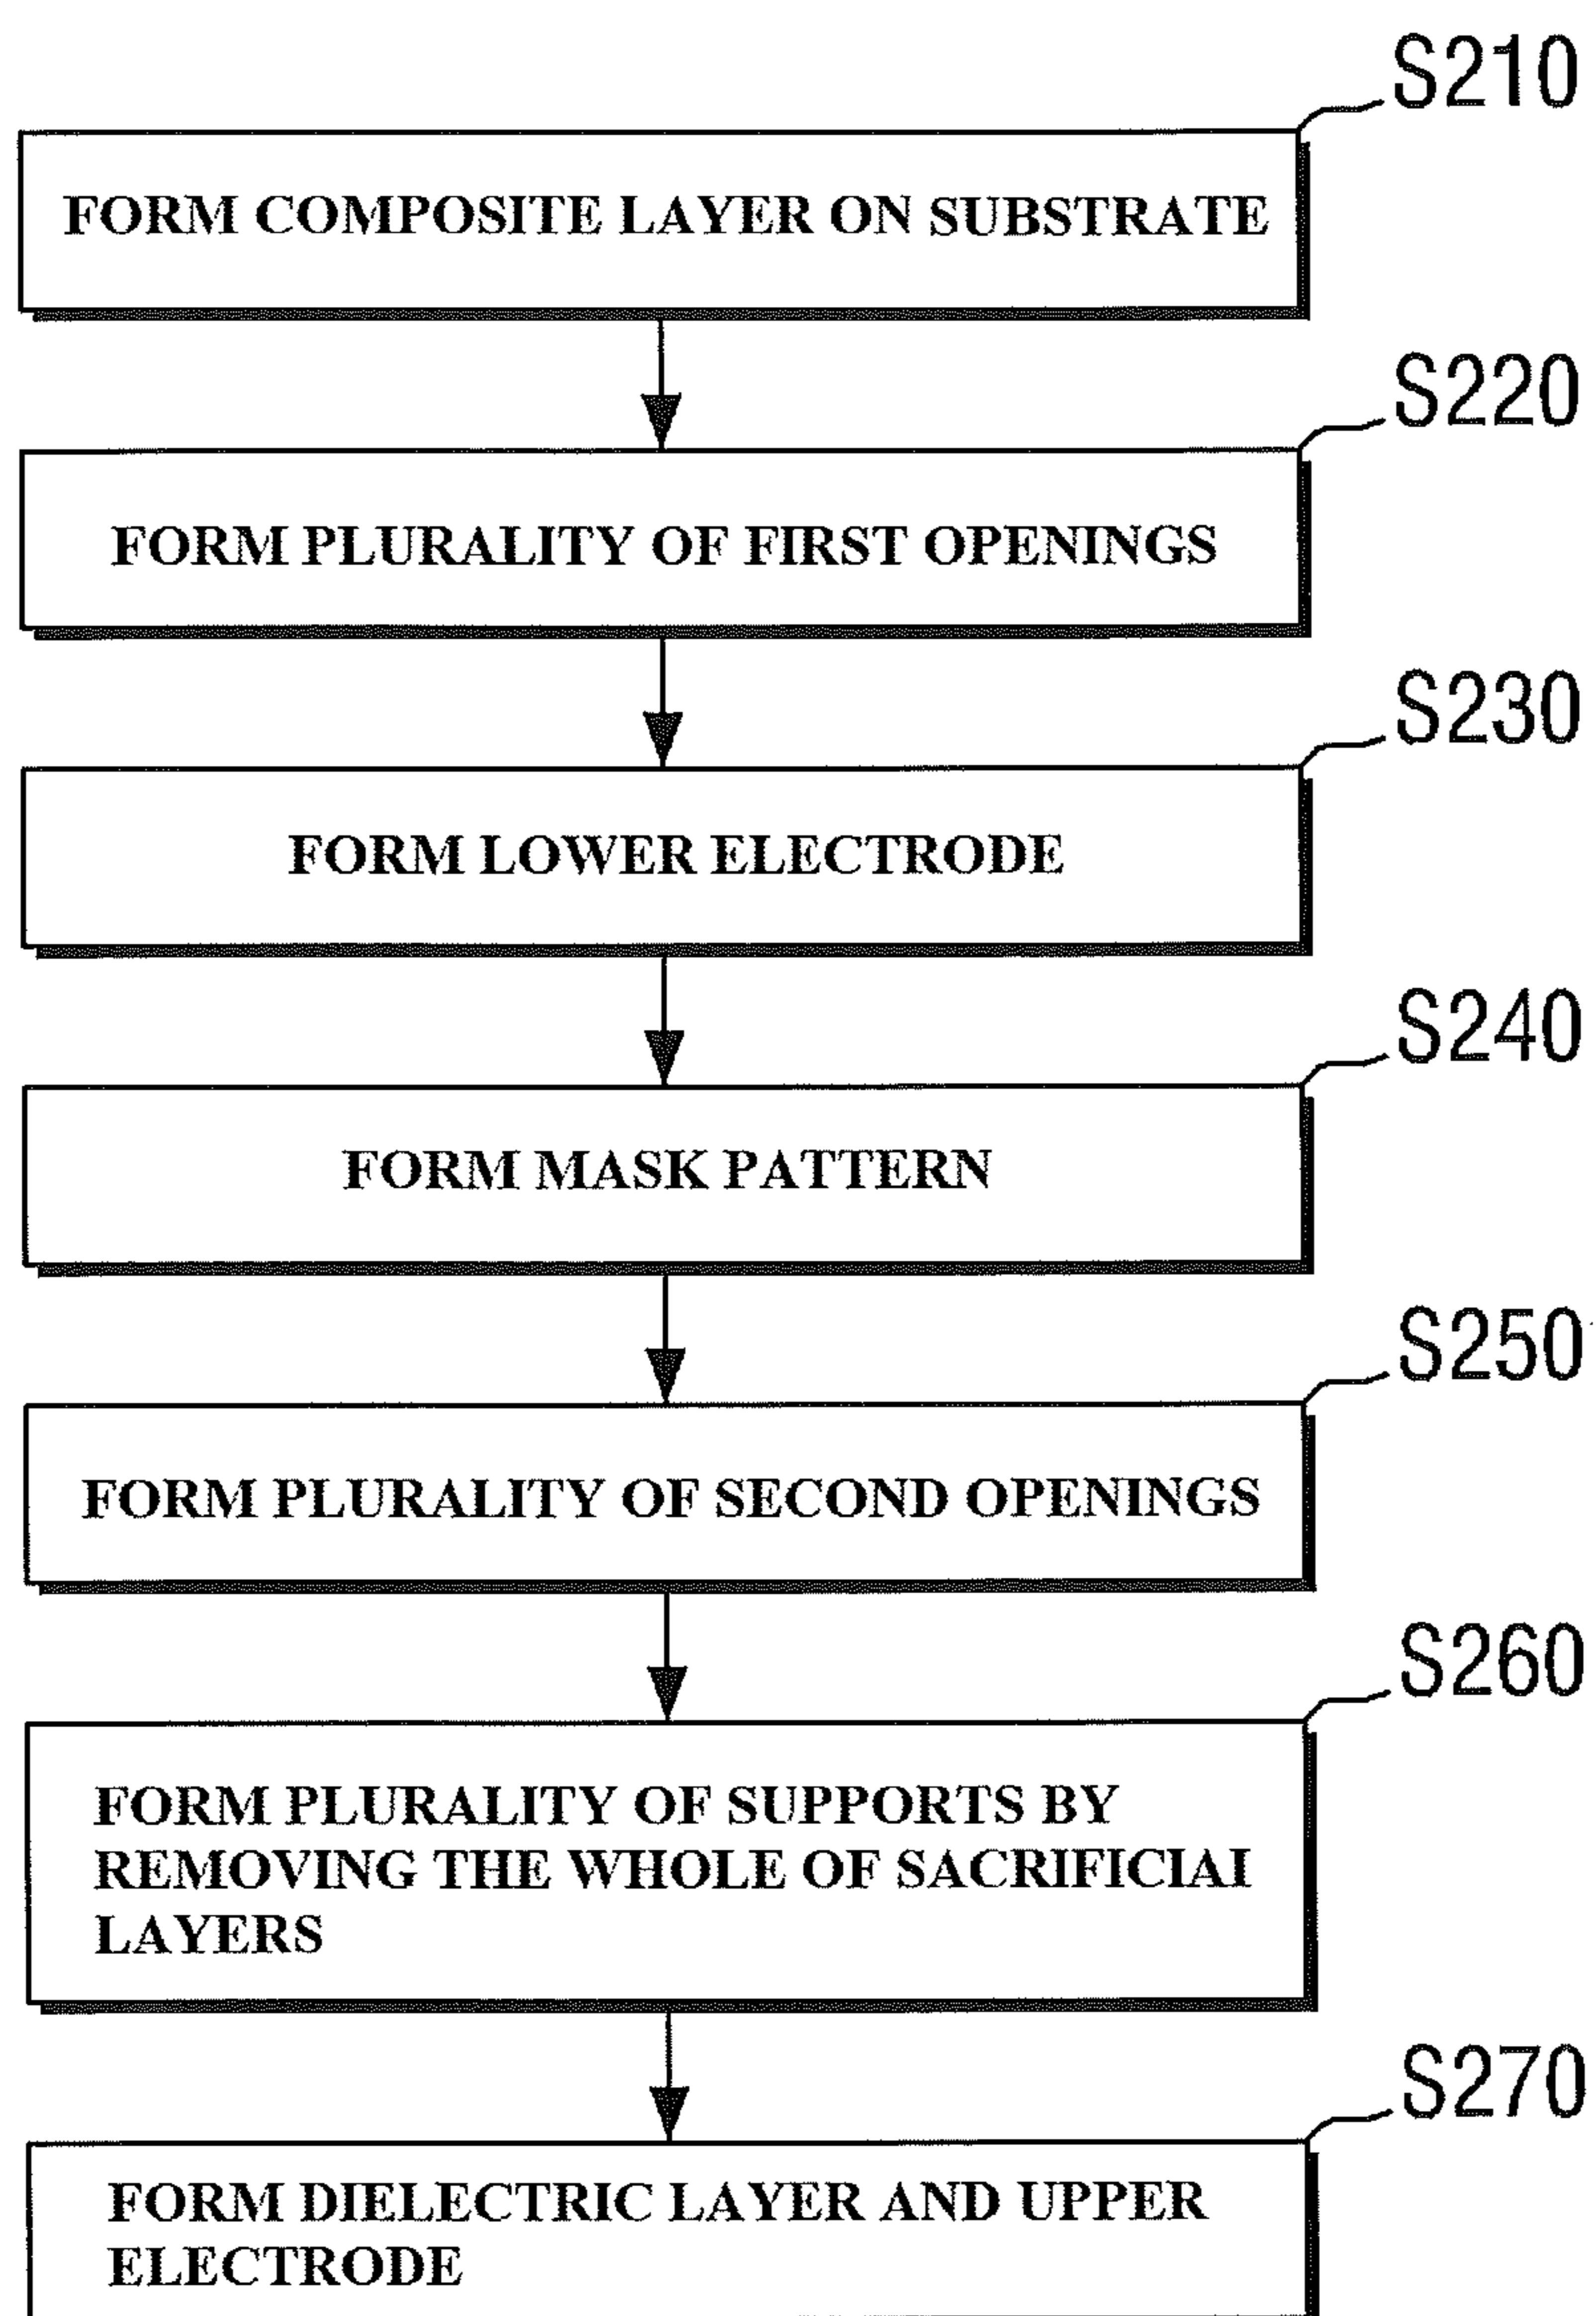 S210
FORM COMPOSITE LAYER ON SUBSTRATE
S220
FORM PLURALITY OF FIRST OPENINGS
S230
FORM LOWER ELECTRODE
S240
FORM MASK PATTERN
S250
FORM PLURALITY OF SECOND OPENINGS
S260
FORM PLURALITY OF SUPPORTS BY
REMOVING THE WHOLE OF SACRIFICIAI
LAYERS
S270
FORM DIELECTRIC LAYER AND UPPER
ELECTRODE